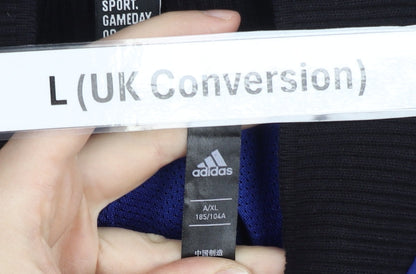 SPORT.
GAMEDAY
L (UK Conversion)
adidas
A/XL
185/104A
中国制造